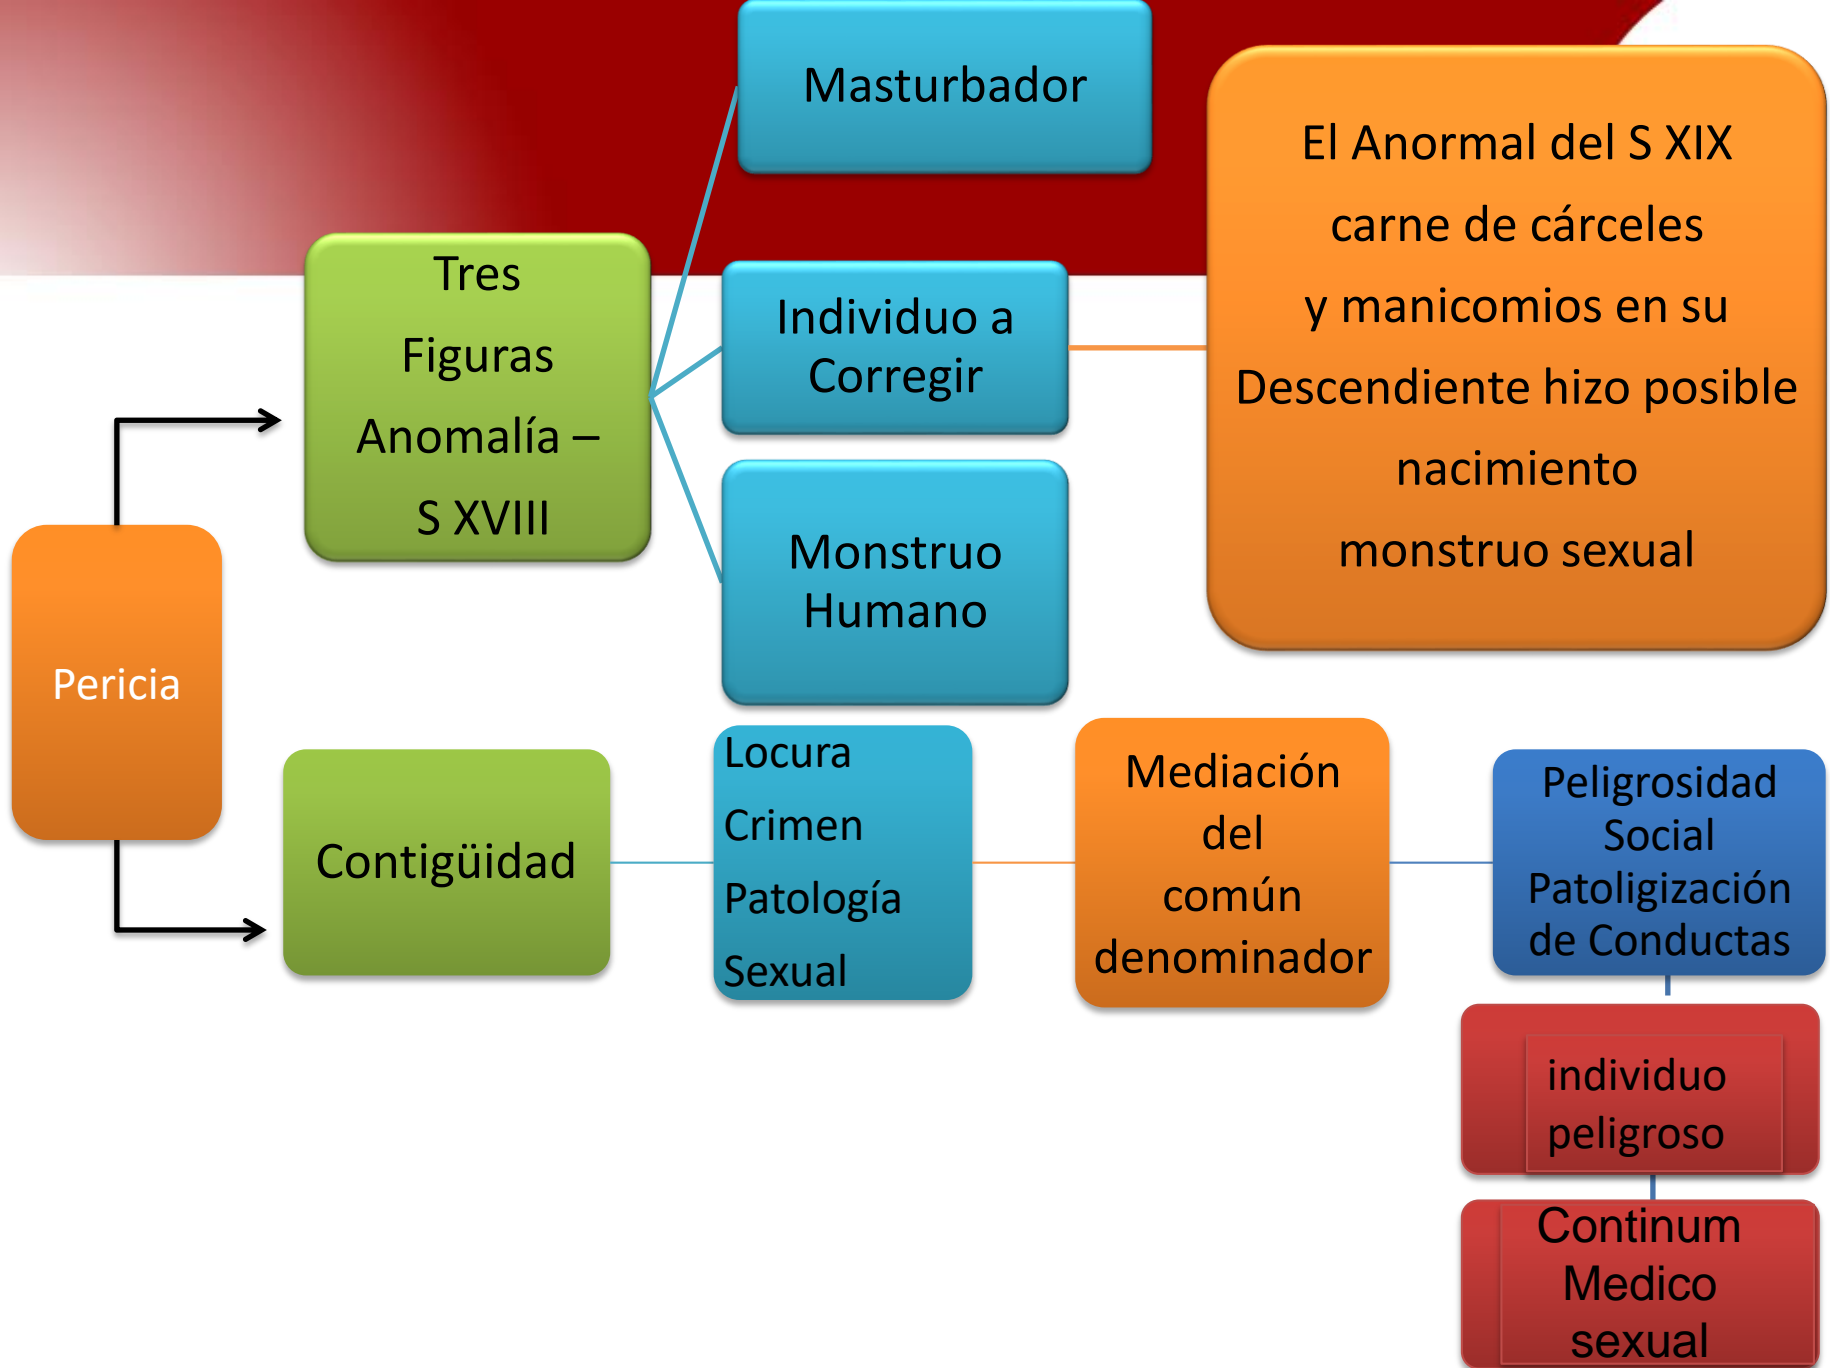 Masturbador
El Anormal del S XIX
carne de cárceles
y manicomios en su
Descendiente hizo posible
nacimiento
monstruo sexual
Tres
Figuras
Anomalía –
S XVIII
Individuo a
Corregir
Monstruo
Humano
Pericia
Contigüidad
Locura
Crimen
Patología
Sexual
Mediación
del
común
denominador
Peligrosidad
Social
Patoligización
de Conductas
individuo
peligroso
Continum
Medico
sexual